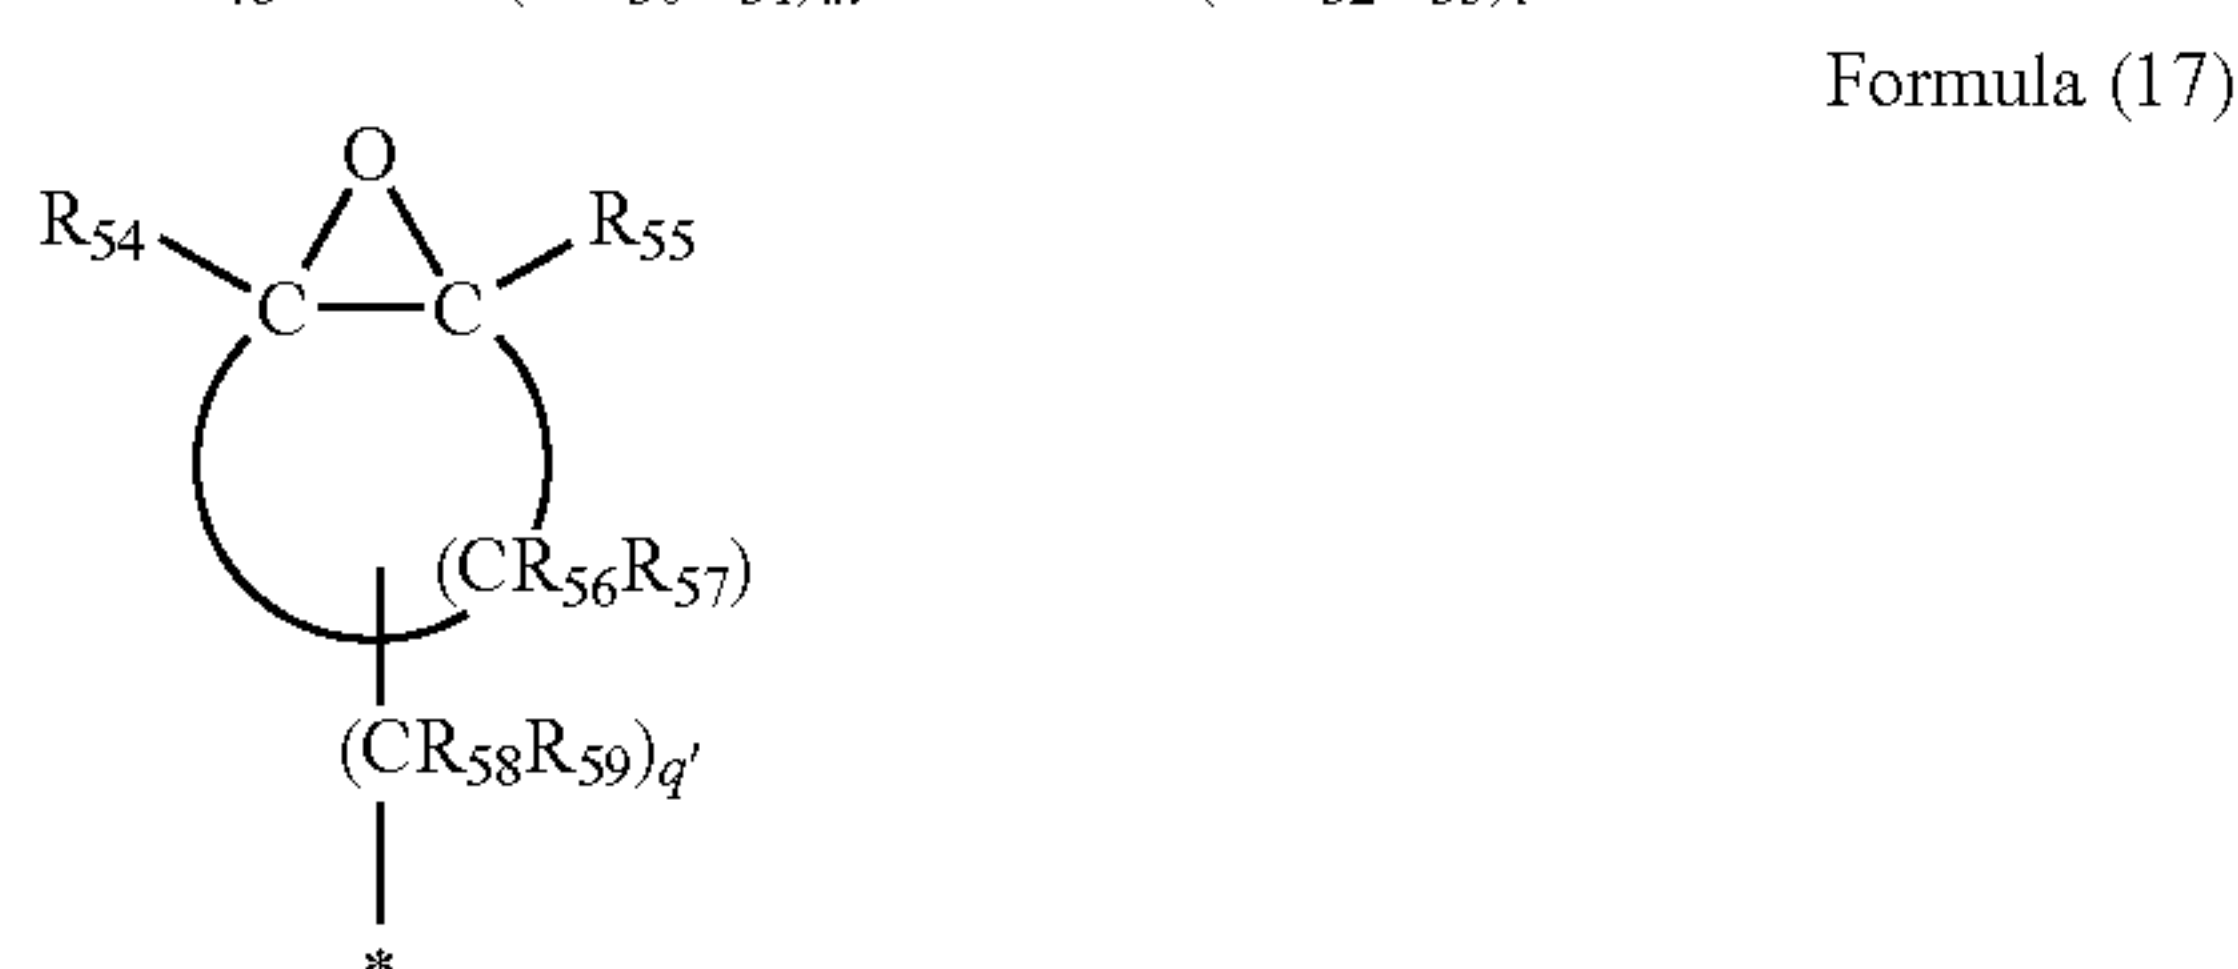 Formula (17)
O
R54 R55
C C
(CR56R57)
(CR58R59)q'
*